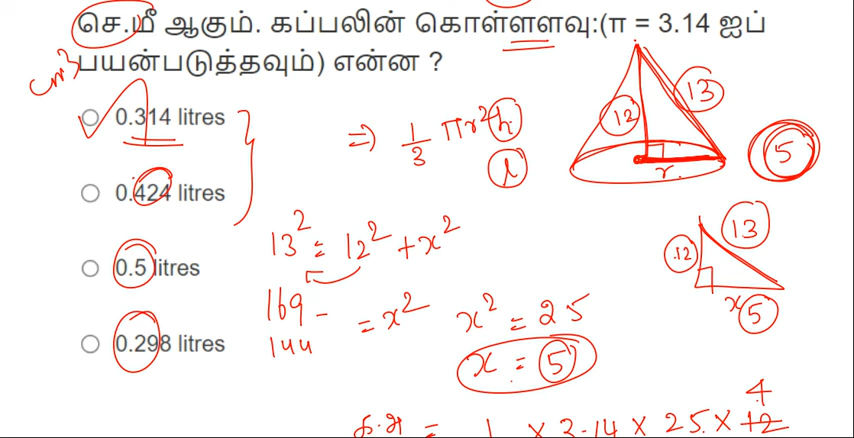 செ.மீ ஆகும். கப்பலின் கொள்ளளவு:(π = 3.14 ஐப்
பயன்படுத்தவும்) என்ன ?
cm³
0.314 litres
0.424 litres
0.5 litres
0.298 litres
⇒ 1/3 πr²h
l
12
13
r
5
13² = 12² + x²
169 - 144 = x²
x² = 25
x = 5
12
13
x 5
க.அ = 1 × 3.14 × 25 × 12
4